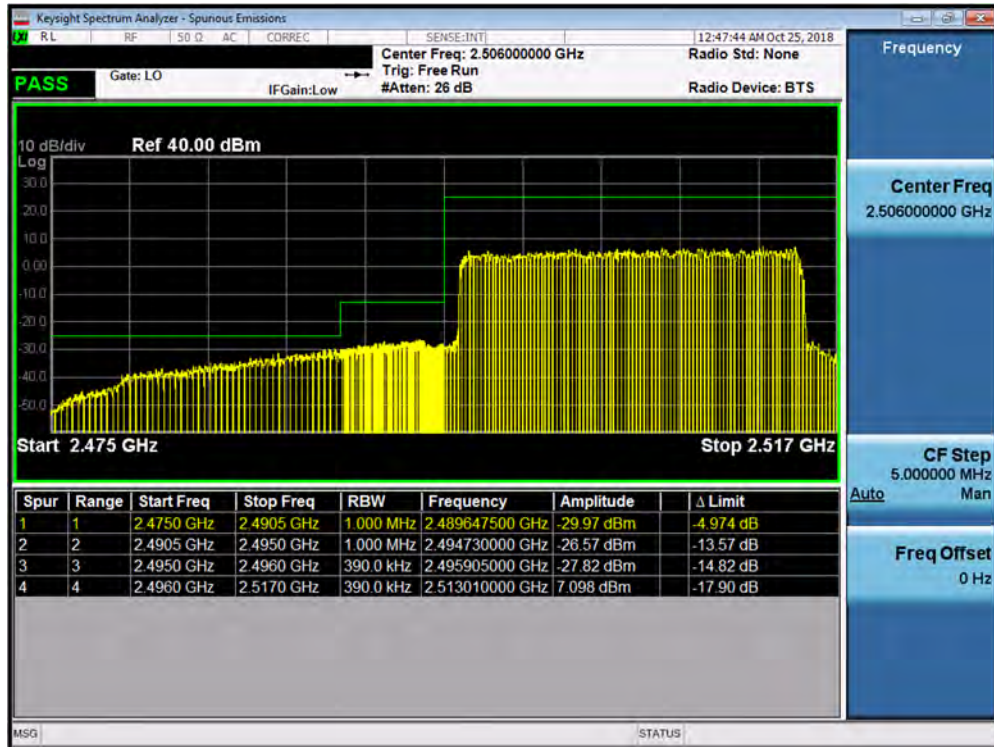 Keysight Spectrum Analyzer - Spurious Emissions
LXI RL RF 50 Ω AC CORREC SENSE:INT 12:47:44 AM Oct 25, 2018
Center Freq: 2.506000000 GHz Radio Std: None
Gate: LO Trig: Free Run
PASS IFGain:Low #Atten: 26 dB Radio Device: BTS
Frequency
10 dB/div Ref 40.00 dBm
Log
30.0
20.0
10.0
0.00
-10.0
-20.0
-30.0
-40.0
-50.0
Start 2.475 GHz Stop 2.517 GHz
Center Freq
2.506000000 GHz
CF Step
5.000000 MHz
Auto Man
Freq Offset
0 Hz
Spur Range Start Freq Stop Freq RBW Frequency Amplitude Δ Limit
1 1 2.4750 GHz 2.4905 GHz 1.000 MHz 2.489647500 GHz -29.97 dBm -4.974 dB
2 2 2.4905 GHz 2.4950 GHz 1.000 MHz 2.494730000 GHz -26.57 dBm -13.57 dB
3 3 2.4950 GHz 2.4960 GHz 390.0 kHz 2.495905000 GHz -27.82 dBm -14.82 dB
4 4 2.4960 GHz 2.5170 GHz 390.0 kHz 2.513010000 GHz 7.098 dBm -17.90 dB
MSG STATUS